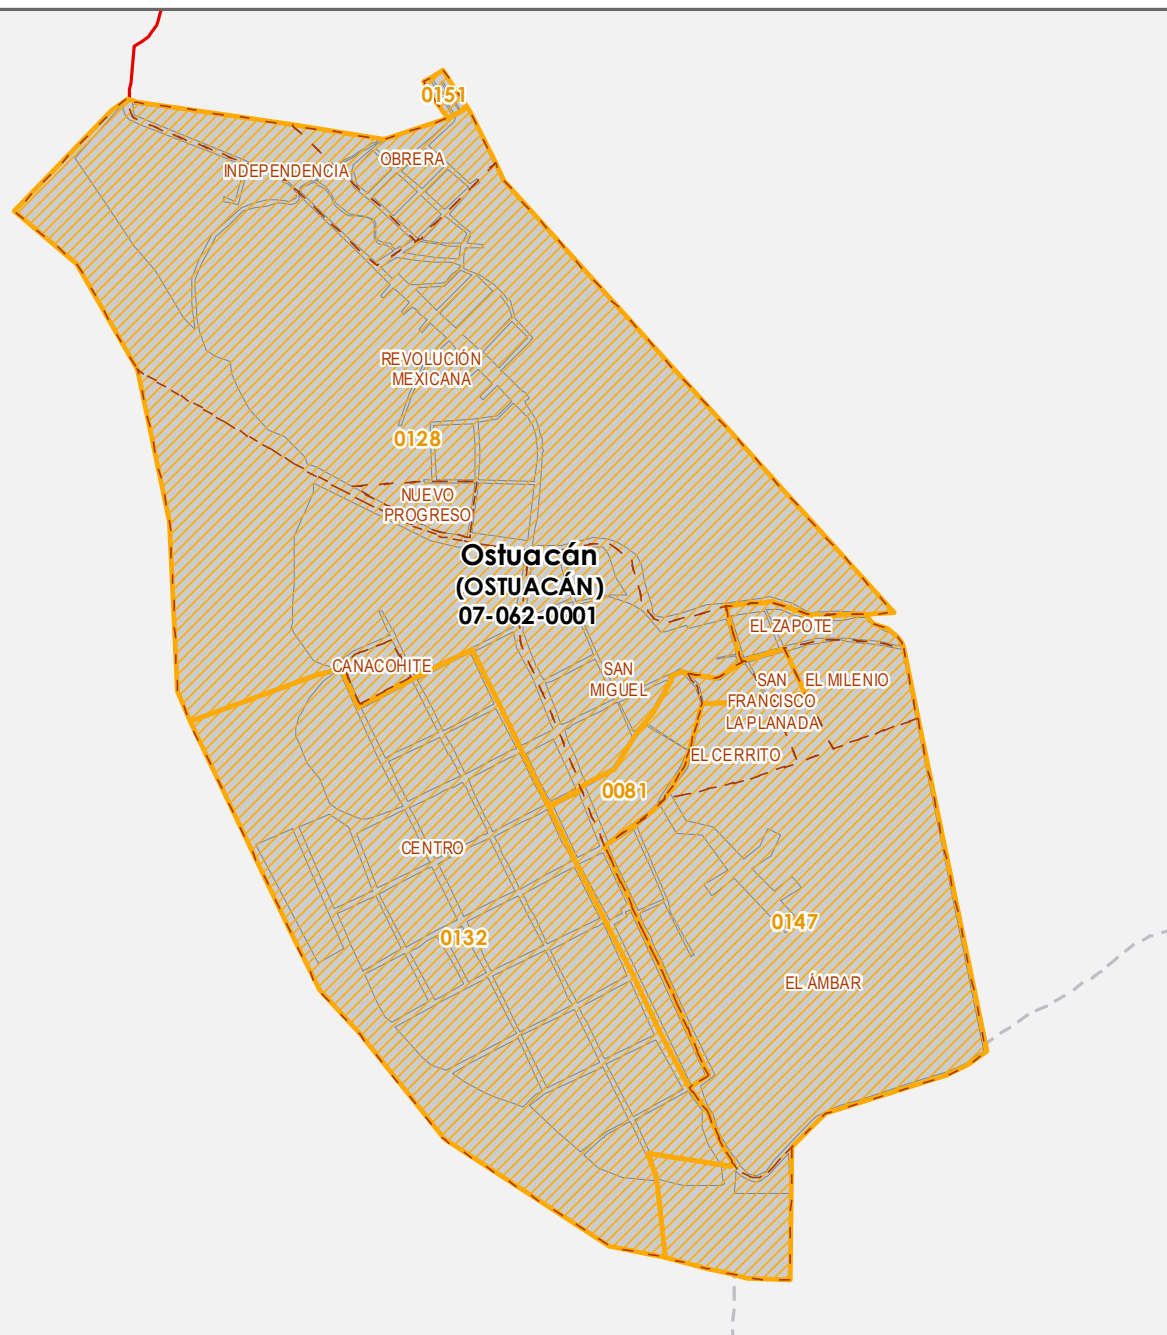 0151
OBRERA
INDEPENDENCIA
REVOLUCIÓN
MEXICANA
0128
NUEVO
PROGRESO
Ostuacán
(OSTUACÁN)
07-062-0001
EL ZAPOTE
CANACOHITE
SAN
MIGUEL
SAN
FRANCISCO
LA PLANADA
EL MILENIO
EL CERRITO
0081
CENTRO
0132
0147
EL ÁMBAR